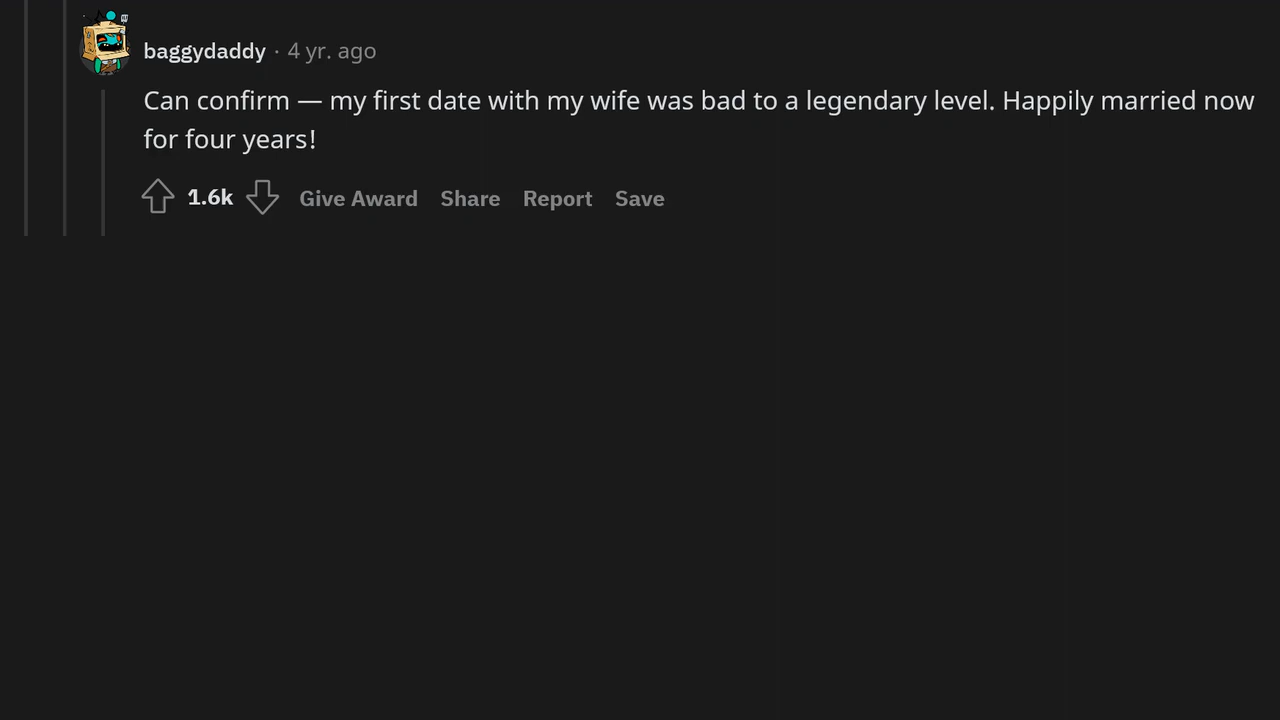 baggydaddy · 4 yr. ago
Can confirm — my first date with my wife was bad to a legendary level. Happily married now
for four years!
1.6k Give Award Share Report Save